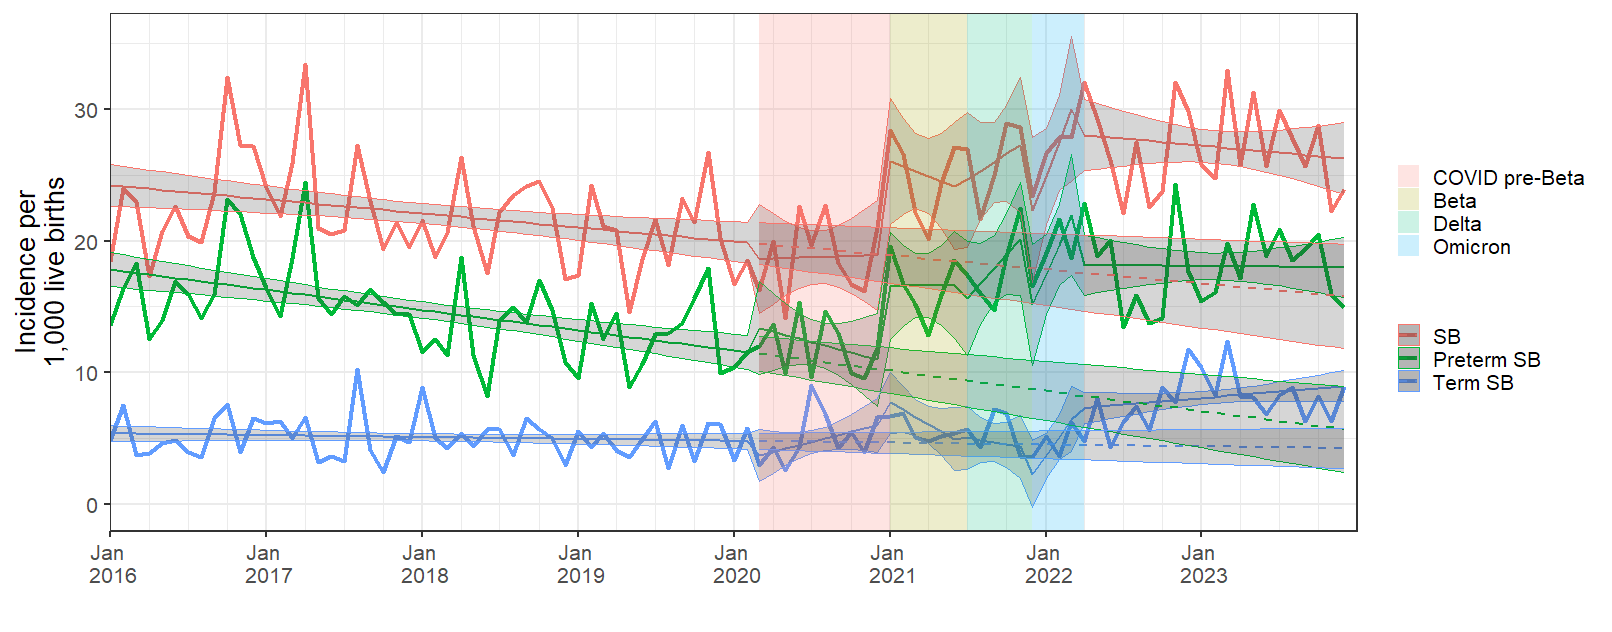 Incidence per
1,000 live births
30
20
10
0
Jan
2016
Jan
2017
Jan
2018
Jan
2019
Jan
2020
Jan
2021
Jan
2022
Jan
2023
COVID pre-Beta
Beta
Delta
Omicron
SB
Preterm SB
Term SB